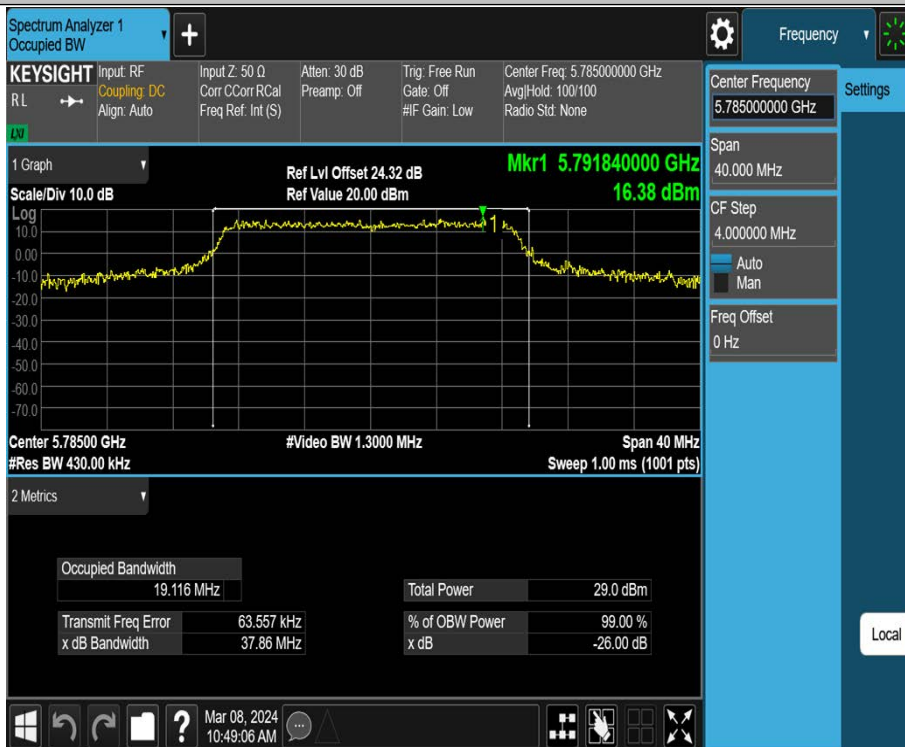 Spectrum Analyzer 1
Occupied BW
+
Frequency
KEYSIGHT
R L
LXI
Input: RF
Coupling: DC
Align: Auto
Input Z: 50 Ω
Corr CCorr RCal
Freq Ref: Int (S)
Atten: 30 dB
Preamp: Off
Trig: Free Run
Gate: Off
#IF Gain: Low
Center Freq: 5.785000000 GHz
Avg|Hold: 100/100
Radio Std: None
Center Frequency
5.785000000 GHz
Settings
Span
40.000 MHz
CF Step
4.000000 MHz
Auto
Man
Freq Offset
0 Hz
Local
1 Graph
Scale/Div 10.0 dB
Ref Lvl Offset 24.32 dB
Ref Value 20.00 dBm
Mkr1 5.791840000 GHz
16.38 dBm
Log
10.0
0.00
-10.0
-20.0
-30.0
-40.0
-50.0
-60.0
-70.0
1
Center 5.78500 GHz
#Res BW 430.00 kHz
#Video BW 1.3000 MHz
Span 40 MHz
Sweep 1.00 ms (1001 pts)
2 Metrics
Occupied Bandwidth
19.116 MHz
Total Power 29.0 dBm
Transmit Freq Error 63.557 kHz
% of OBW Power 99.00 %
x dB Bandwidth 37.86 MHz
x dB -26.00 dB
?
Mar 08, 2024
10:49:06 AM